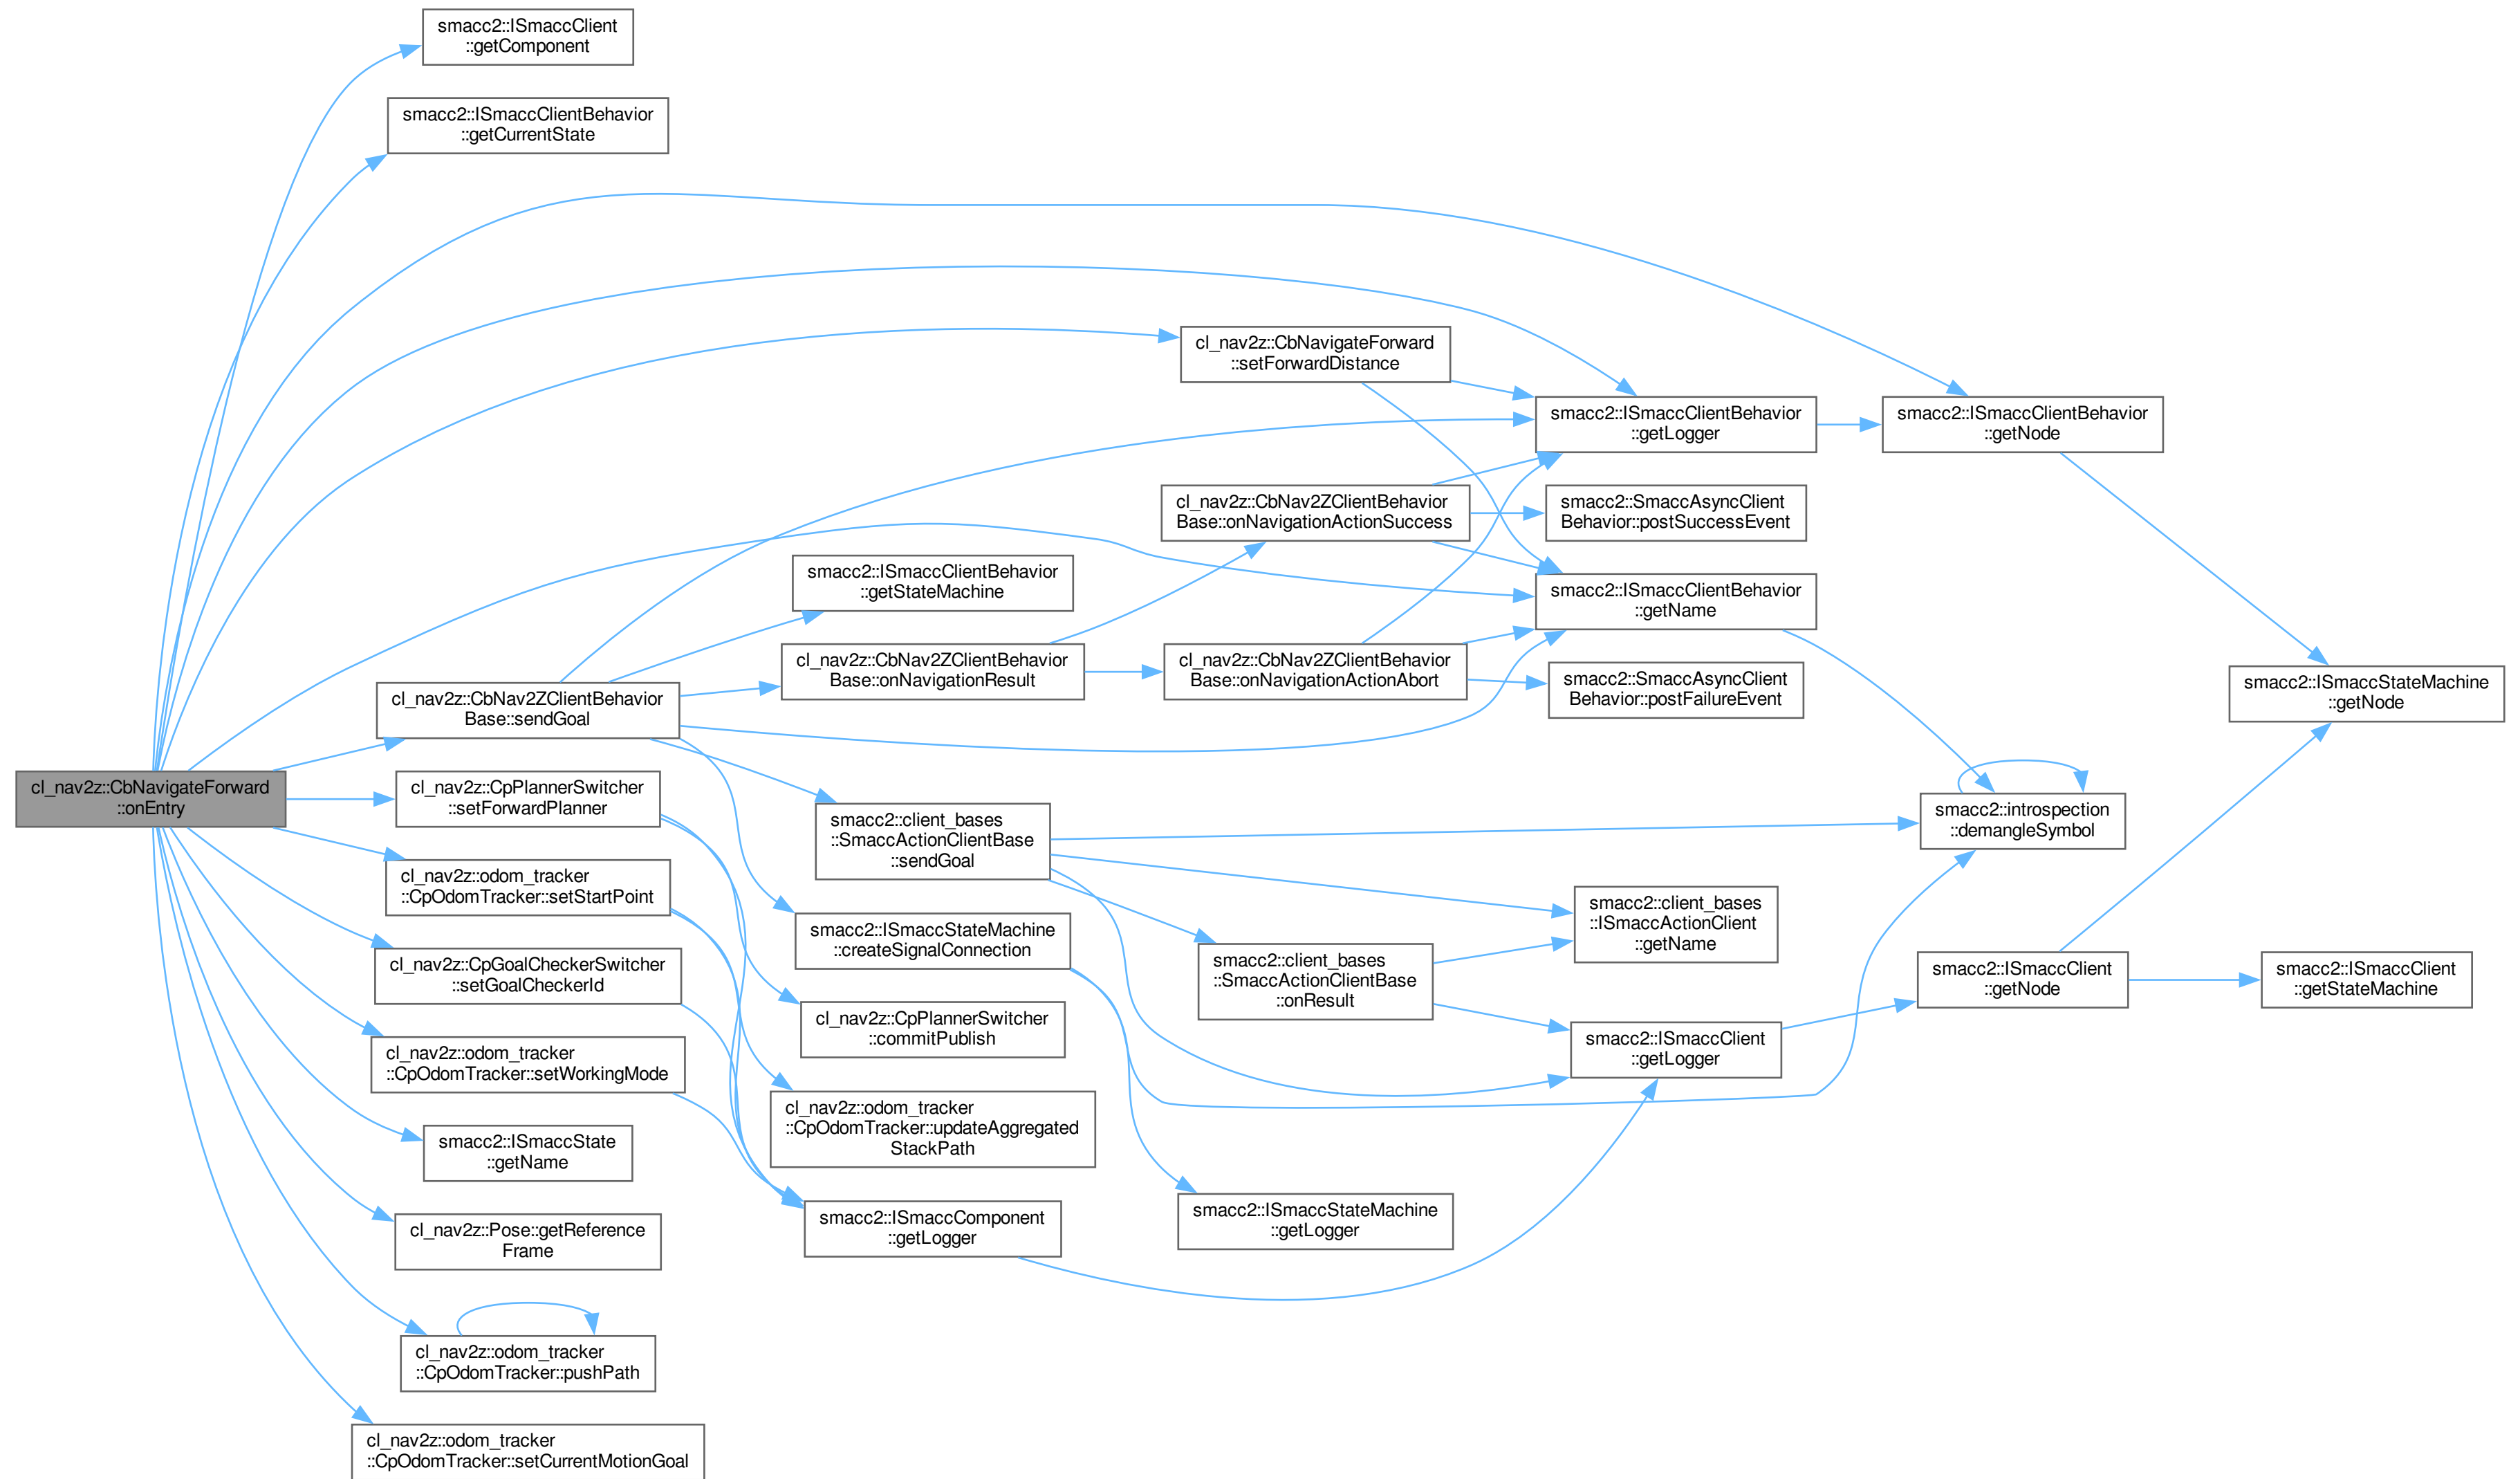 smacc2::ISmaccClient
::getComponent
smacc2::ISmaccClientBehavior
::getCurrentState
cl_nav2z::CbNavigateForward
::setForwardDistance
smacc2::ISmaccClientBehavior
::getLogger
smacc2::ISmaccClientBehavior
::getNode
cl_nav2z::CbNav2ZClientBehavior
Base::onNavigationActionSuccess
smacc2::SmaccAsyncClient
Behavior::postSuccessEvent
smacc2::ISmaccClientBehavior
::getStateMachine
smacc2::ISmaccClientBehavior
::getName
cl_nav2z::CbNav2ZClientBehavior
Base::onNavigationResult
cl_nav2z::CbNav2ZClientBehavior
Base::onNavigationActionAbort
smacc2::SmaccAsyncClient
Behavior::postFailureEvent
smacc2::ISmaccStateMachine
::getNode
cl_nav2z::CbNav2ZClientBehavior
Base::sendGoal
cl_nav2z::CbNavigateForward
::onEntry
cl_nav2z::CpPlannerSwitcher
::setForwardPlanner
smacc2::client_bases
::SmaccActionClientBase
::sendGoal
smacc2::introspection
::demangleSymbol
cl_nav2z::odom_tracker
::CpOdomTracker::setStartPoint
smacc2::client_bases
::ISmaccActionClient
::getName
smacc2::ISmaccStateMachine
::createSignalConnection
smacc2::client_bases
::SmaccActionClientBase
::onResult
cl_nav2z::CpGoalCheckerSwitcher
::setGoalCheckerId
smacc2::ISmaccClient
::getNode
smacc2::ISmaccClient
::getStateMachine
cl_nav2z::CpPlannerSwitcher
::commitPublish
smacc2::ISmaccClient
::getLogger
cl_nav2z::odom_tracker
::CpOdomTracker::setWorkingMode
cl_nav2z::odom_tracker
::CpOdomTracker::updateAggregated
StackPath
smacc2::ISmaccState
::getName
smacc2::ISmaccStateMachine
::getLogger
smacc2::ISmaccComponent
::getLogger
cl_nav2z::Pose::getReference
Frame
cl_nav2z::odom_tracker
::CpOdomTracker::pushPath
cl_nav2z::odom_tracker
::CpOdomTracker::setCurrentMotionGoal